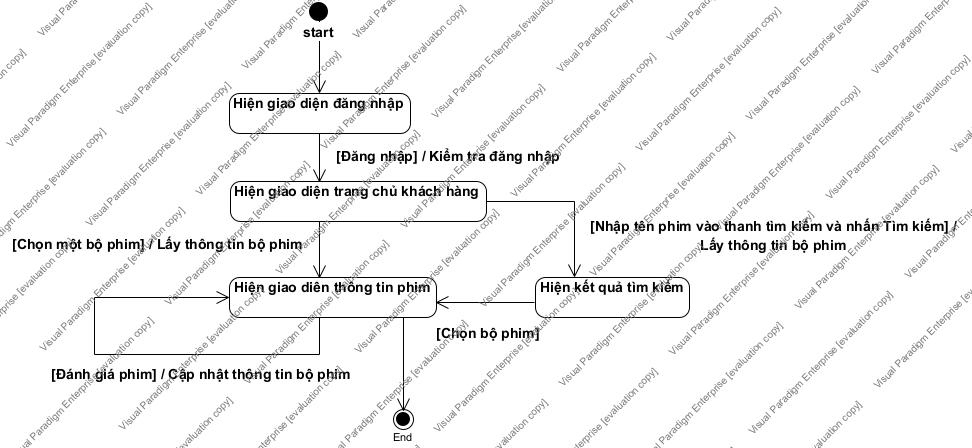 start
Hiện giao diện đăng nhập
[Đăng nhập] / Kiểm tra đăng nhập
Hiện giao diện trang chủ khách hàng
[Nhập tên phim vào thanh tìm kiếm và nhấn Tìm kiếm] /
Lấy thông tin bộ phim
[Chọn một bộ phim] / Lấy thông tin bộ phim
Hiện giao diên thông tin phim
Hiện kết quả tìm kiếm
[Chọn bộ phim]
[Đánh giá phim] / Cập nhật thông tin bộ phim
End
Visual Paradigm Enterprise [evaluation copy]